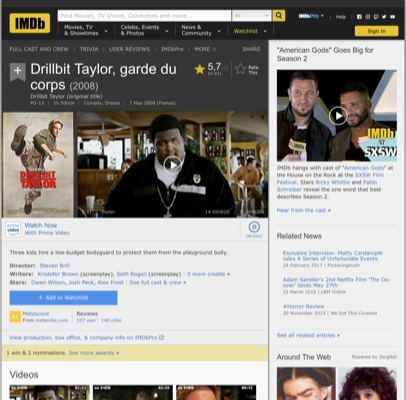 IMDb
Find Movies, TV shows, Celebrities and more...
All
IMDbPro
Help
Movies, TV
& Showtimes
Celebs, Events
& Photos
News &
Community
Watchlist
Sign in
FULL CAST AND CREW | TRIVIA | USER REVIEWS | IMDbPro | MORE
SHARE
Drillbit Taylor, garde du
corps (2008)
Drillbit Taylor (original title)
PG-13 | 1h 50min | Comedy, Drama | 7 May 2008 (France)
5,7
Rate
This
DRILLBIT
TAYLOR
14 VIDEOS
Watch Now
With Prime Video
ON DISC
Three kids hire a low-budget bodyguard to protect them from the playground bully.
Director: Steven Brill
Writers: Kristofor Brown (screenplay), Seth Rogen (screenplay) | 3 more credits »
Stars: Owen Wilson, Josh Peck, Alex Frost | See full cast & crew »
+ Add to Watchlist
Metascore
From metacritic.com
Reviews
107 user | 140 critic
View production, box office, & company info on IMDbPro
1 win & 2 nominations. See more awards »
Videos
"American Gods" Goes Big for
Season 2
IMDb
at
SXSW
IMDb hangs with cast of "American Gods" at
the House on the Rock at the SXSW Film
Festival. Stars Ricky Whittle and Pablo
Schreiber reveal the one word that best
describes Season 2.
Hear from the cast »
Related News
Exclusive Interview: Matty Cardarople
talks A Series of Unfortunate Events
24 February 2017 | Flickeringmyth
Adam Sandler's 2nd Netflix Film 'The Do-
over' lands May 27th
22 March 2016 | LRM Online
#Horror Review
20 November 2015 | We Got This Covered
See all related articles »
Around The Web
Powered by ZergNet